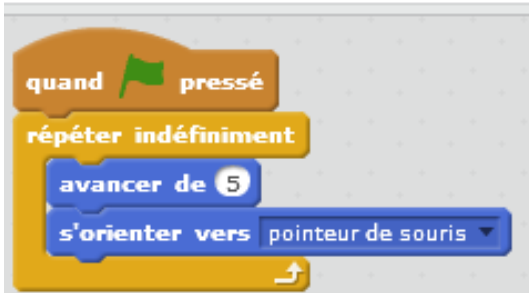 quand pressé
répéter indéfiniment
avancer de 5
s'orienter vers pointeur de souris